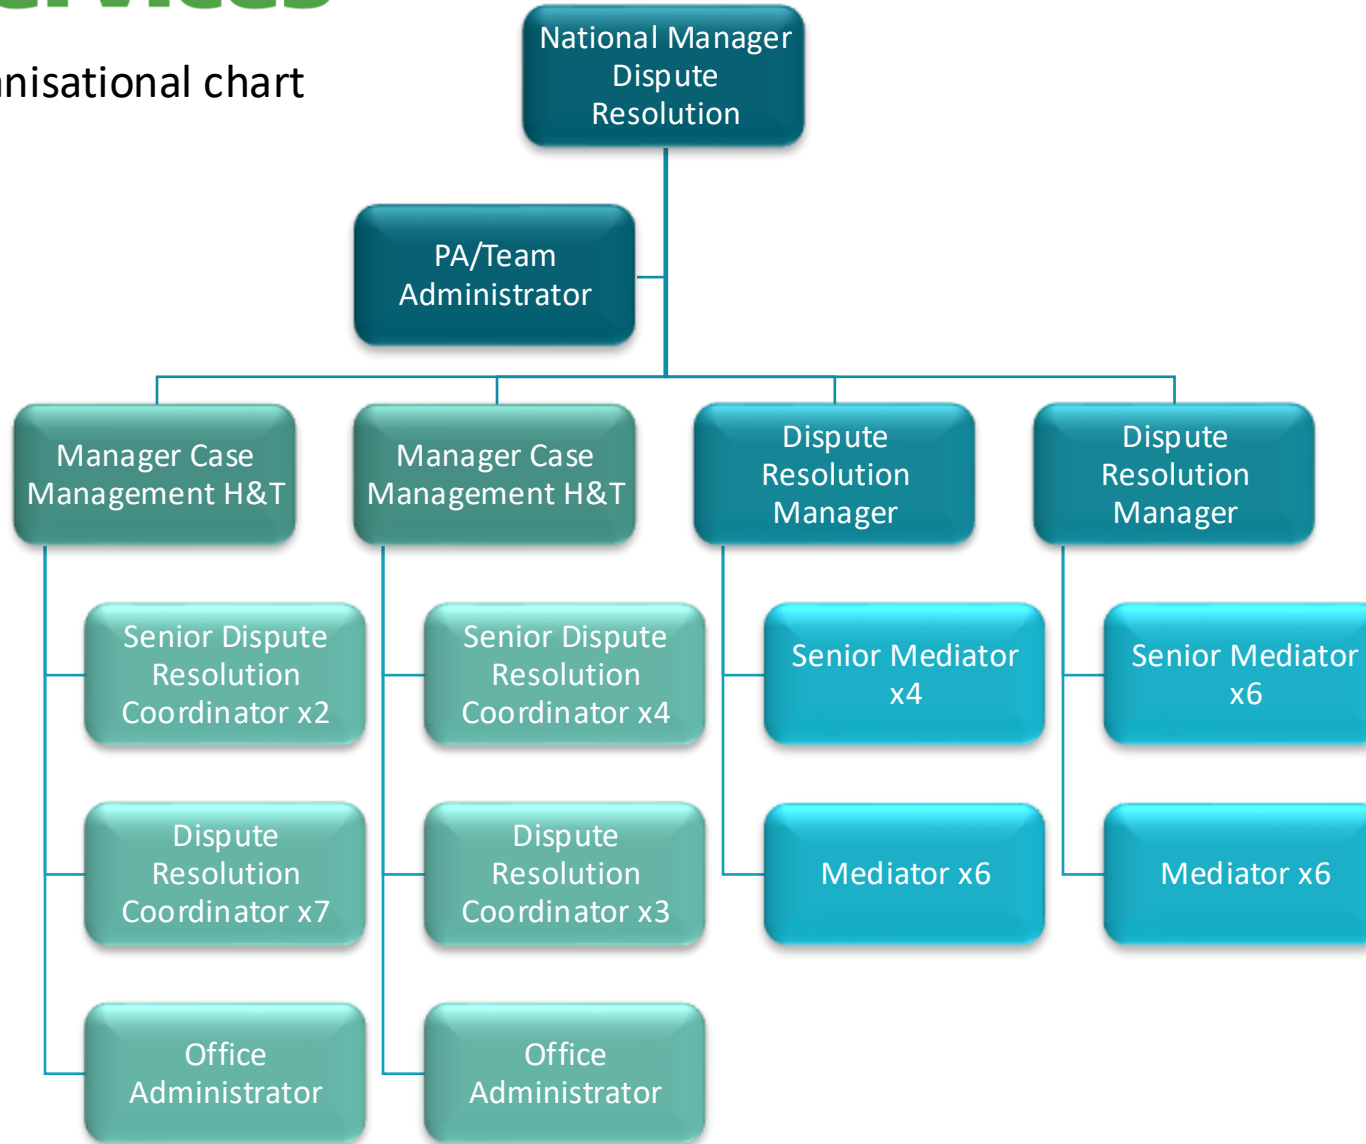 anisational chart
National Manager
Dispute
Resolution
PA/Team
Administrator
Manager Case
Management H&T
Manager Case
Management H&T
Dispute
Resolution
Manager
Dispute
Resolution
Manager
Senior Dispute
Resolution
Coordinator x2
Senior Dispute
Resolution
Coordinator x4
Senior Mediator
x4
Senior Mediator
x6
Dispute
Resolution
Coordinator x7
Dispute
Resolution
Coordinator x3
Mediator x6
Mediator x6
Office
Administrator
Office
Administrator